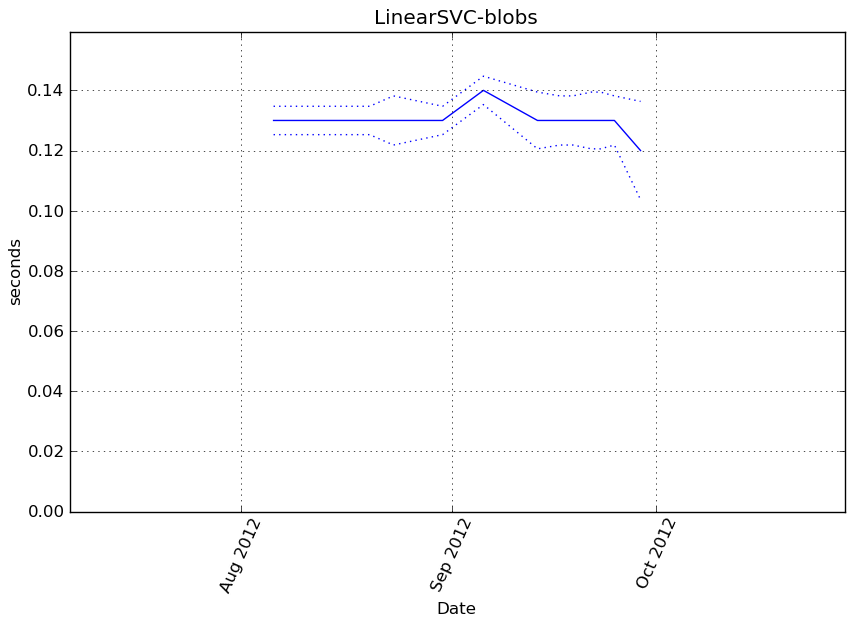 LinearSVC-blobs
seconds
0.14
0.12
0.10
0.08
0.06
0.04
0.02
0.00
Aug 2012
Sep 2012
Oct 2012
Date